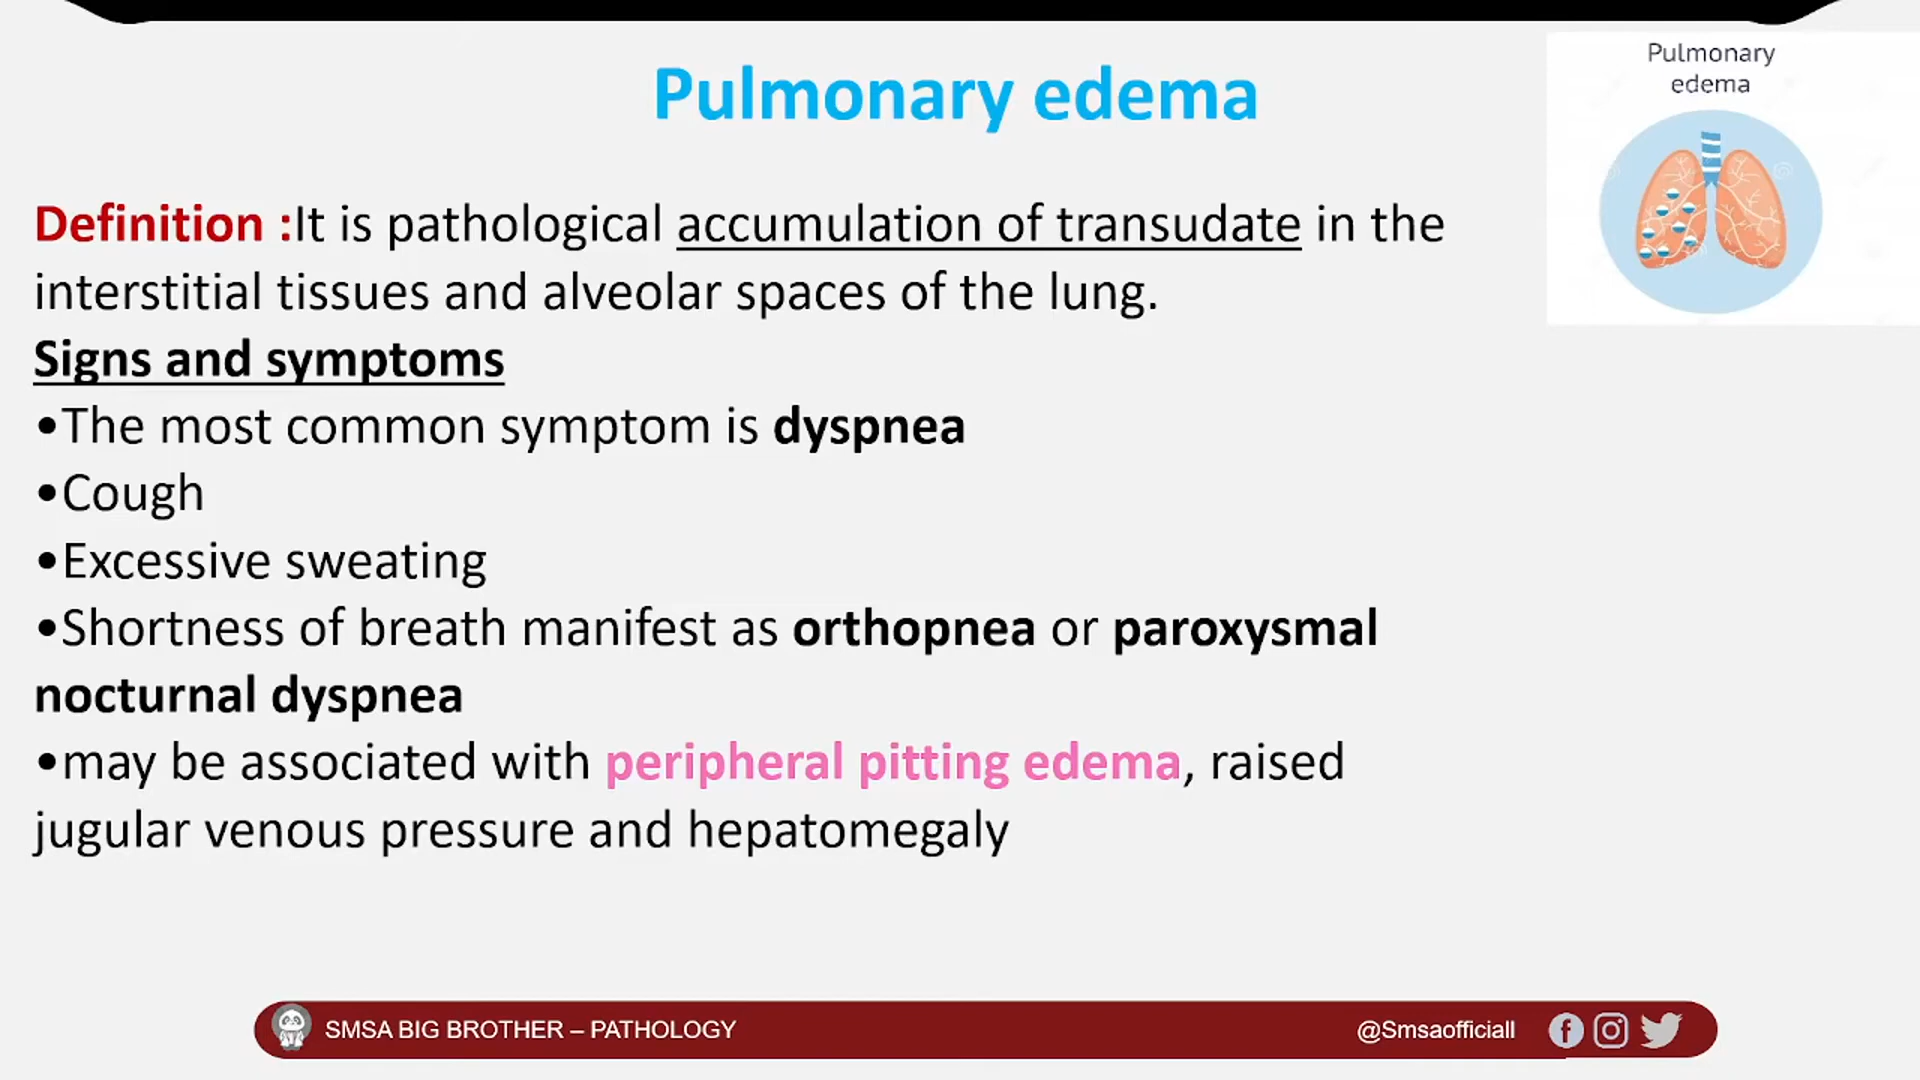 Pulmonary edema
Pulmonary
edema
Definition :It is pathological accumulation of transudate in the
interstitial tissues and alveolar spaces of the lung.
Signs and symptoms
•The most common symptom is dyspnea
•Cough
•Excessive sweating
•Shortness of breath manifest as orthopnea or paroxysmal
nocturnal dyspnea
•may be associated with peripheral pitting edema, raised
jugular venous pressure and hepatomegaly
SMSA BIG BROTHER – PATHOLOGY
@Smsaofficiall